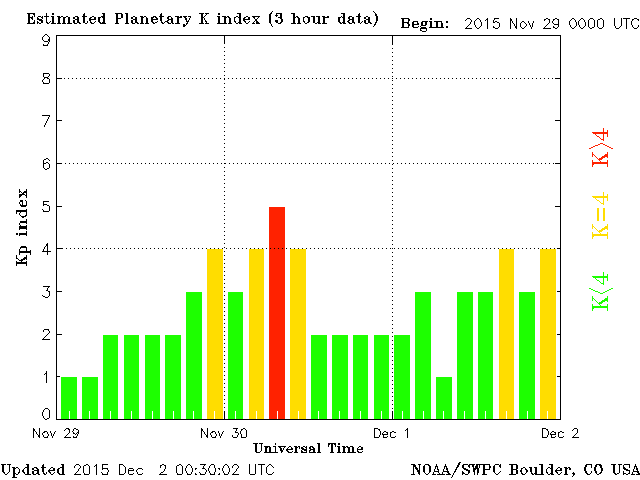 Estimated Planetary K index (3 hour data) Begin: 2015 Nov 29 0000 UTC
9
8
7
6
5
4
3
2
1
0
Kp index
K>4
K=4
K<4
Nov 29 Nov 30 Dec 1 Dec 2
Universal Time
Updated 2015 Dec 2 00:30:02 UTC NOAA/SWPC Boulder, CO USA